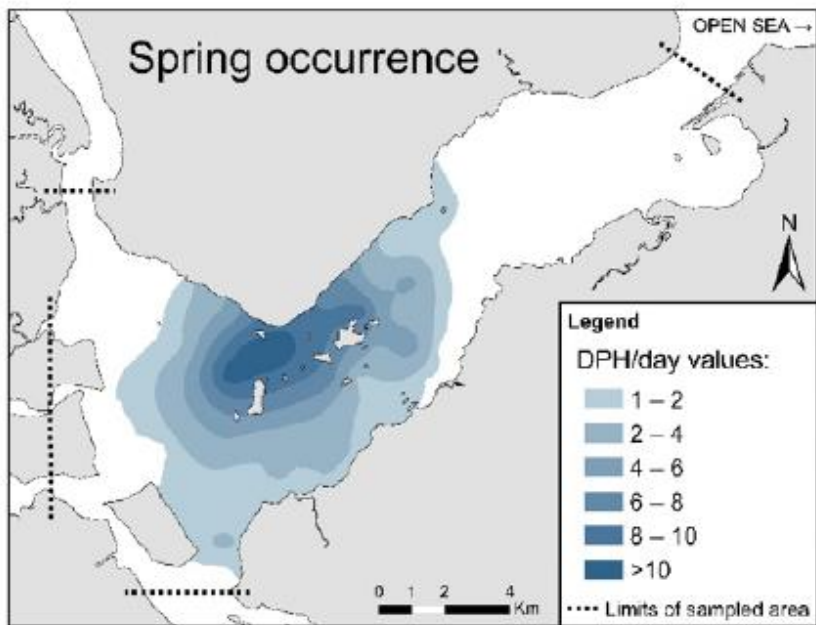 OPEN SEA →
Spring occurrence
N
Legend
DPH/day values:
1 – 2
2 – 4
4 – 6
6 – 8
8 – 10
>10
Limits of sampled area
0 1 2 4
Km